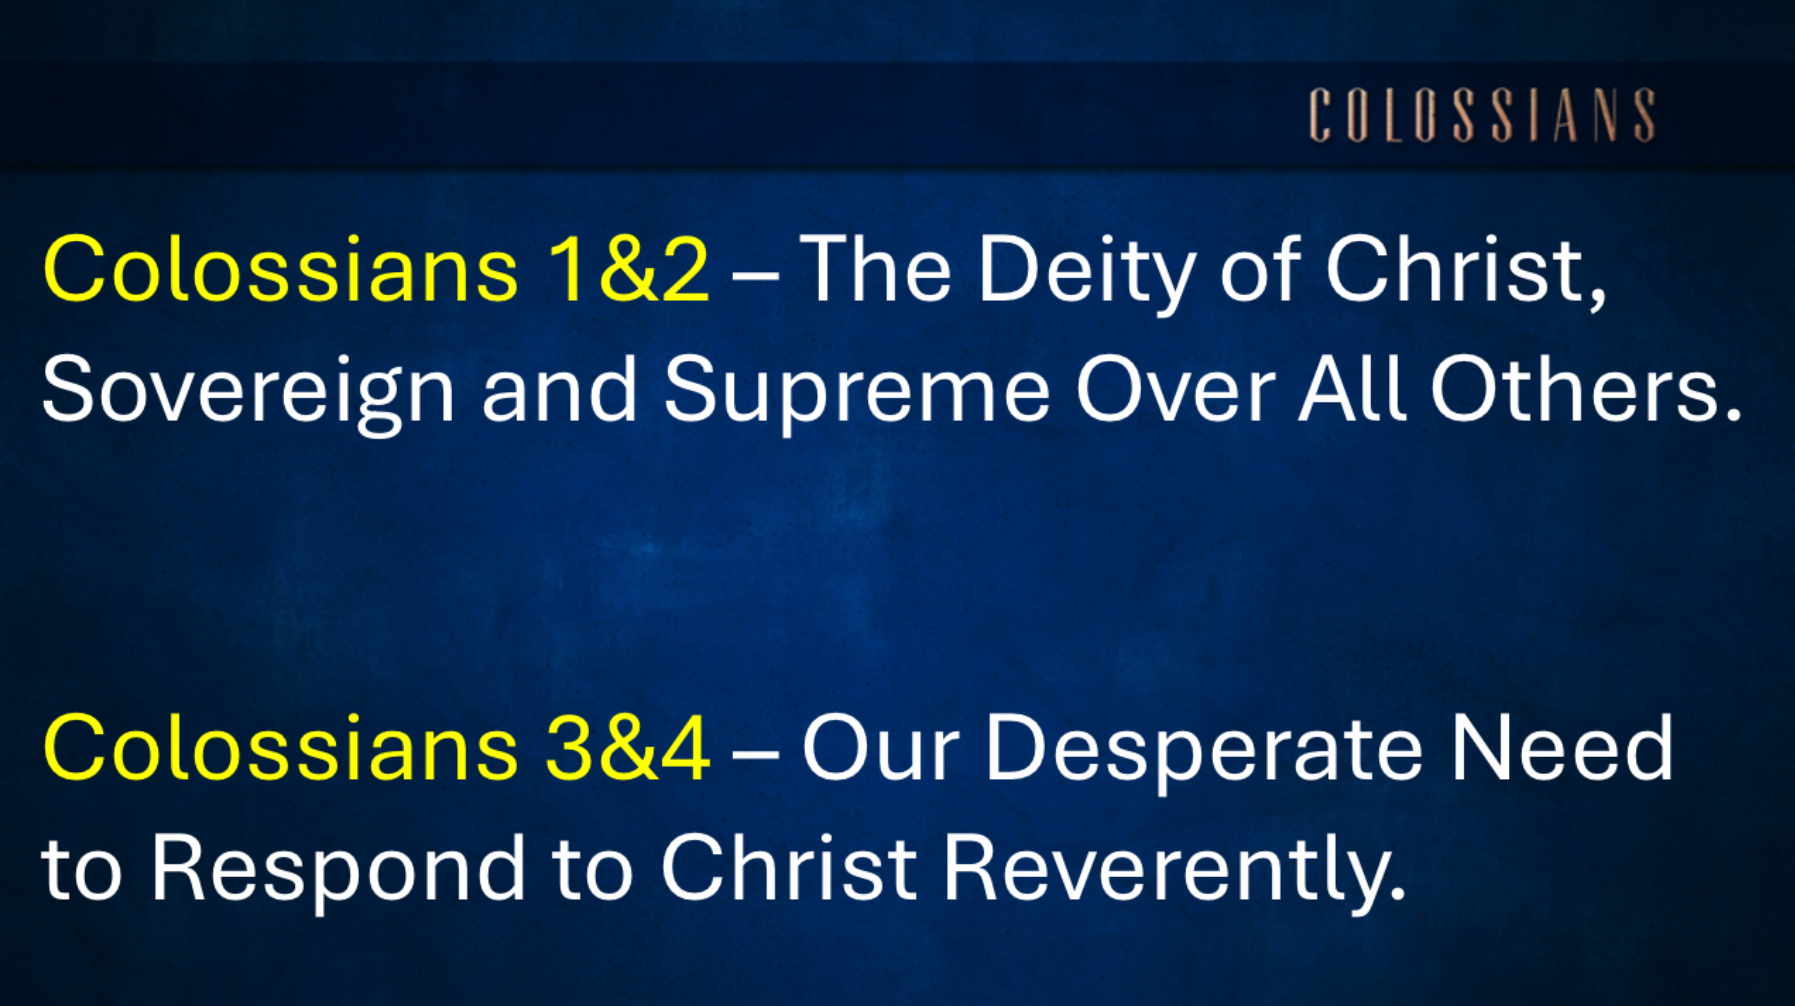 COLOSSIANS
Colossians 1&2 – The Deity of Christ,
Sovereign and Supreme Over All Others.
Colossians 3&4 – Our Desperate Need
to Respond to Christ Reverently.